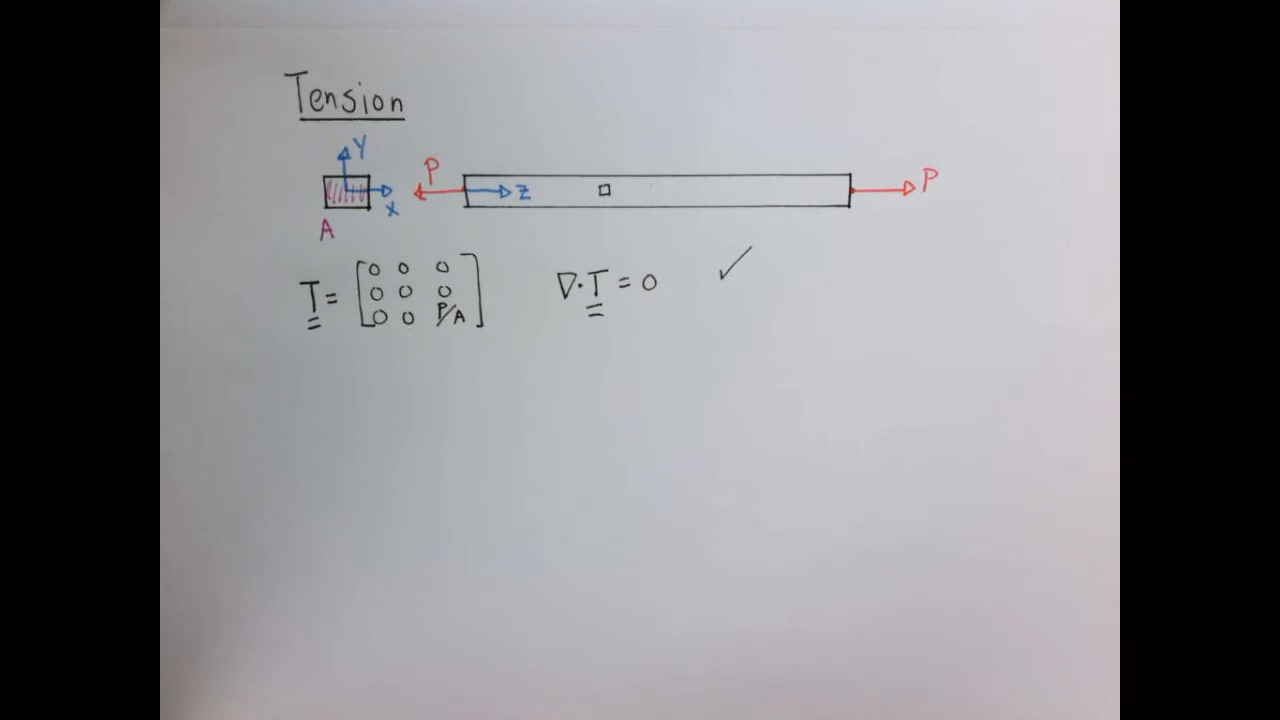 Tension
Y
P
P
Z
X
A
T = [0 0 0
0 0 0
0 0 P/A]
∇·T = 0 ✓